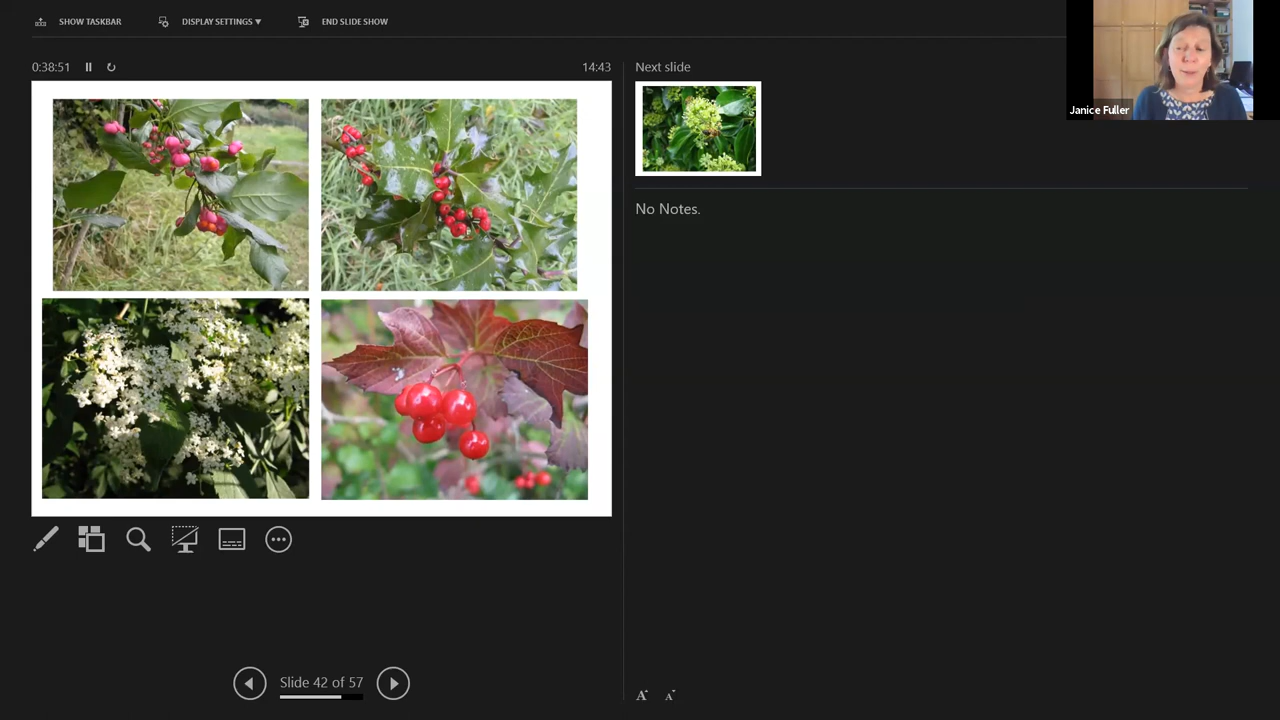 SHOW TASKBAR
DISPLAY SETTINGS ▼
END SLIDE SHOW
0:38:51
14:43
Next slide
Janice Fuller
No Notes.
Slide 42 of 57
A A